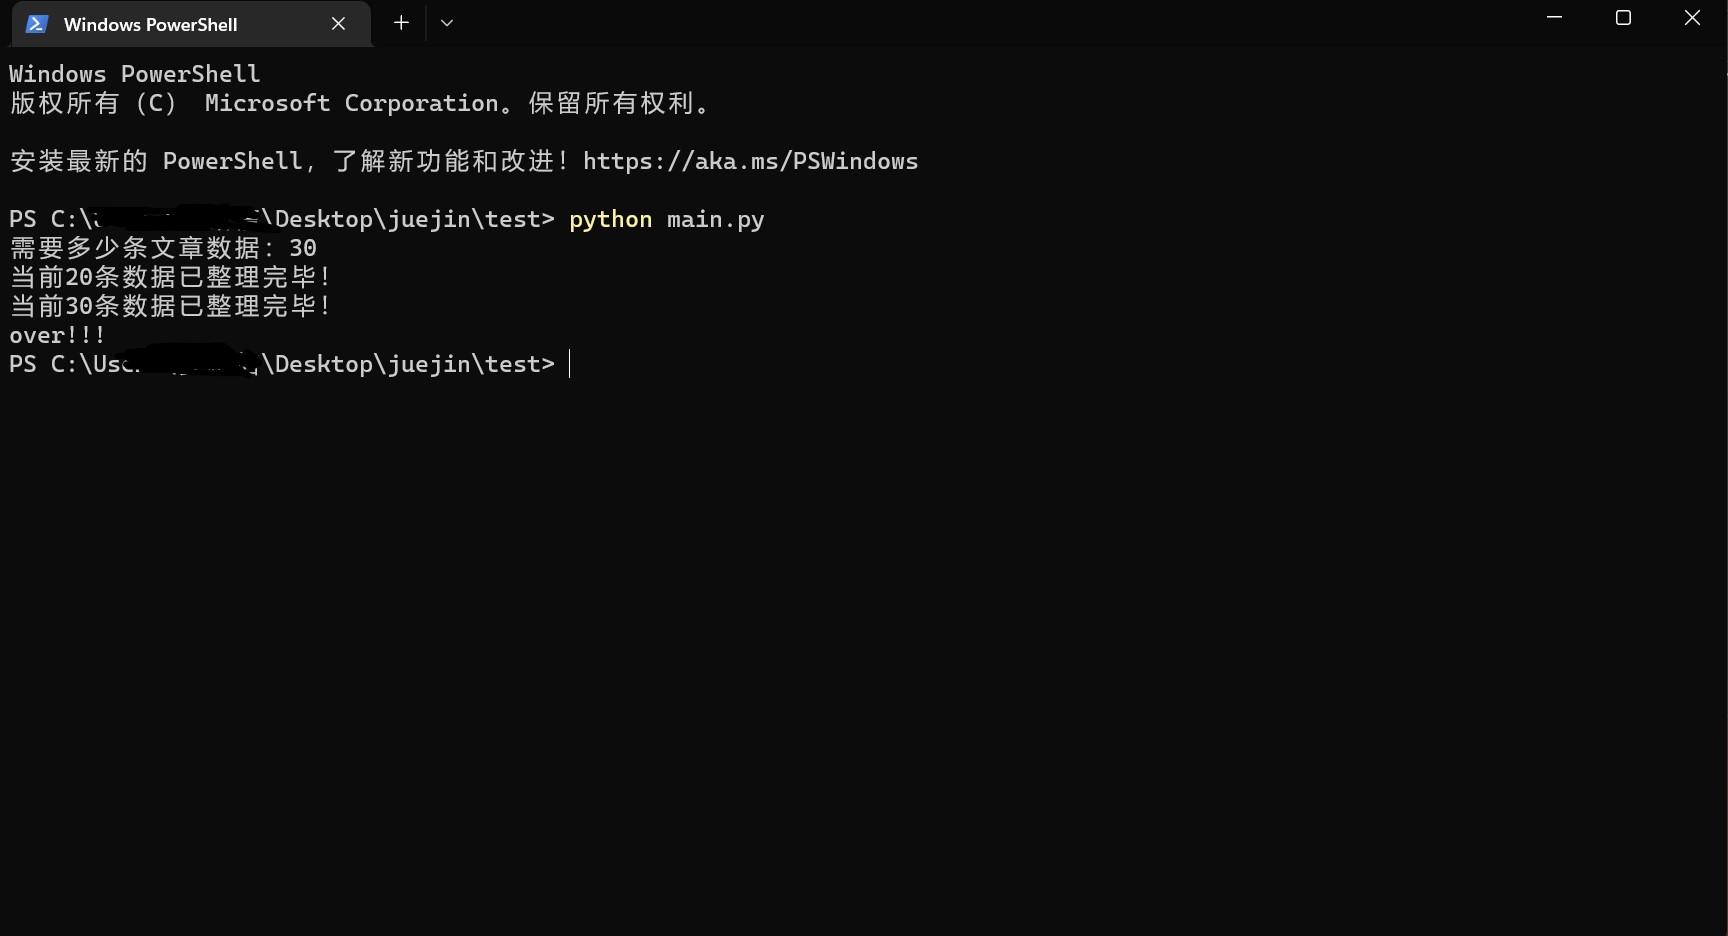 Windows PowerShell
Windows PowerShell
版权所有（C） Microsoft Corporation。保留所有权利。
安装最新的 PowerShell，了解新功能和改进！https://aka.ms/PSWindows
PS C:\ \Desktop\juejin\test> python main.py
需要多少条文章数据：30
当前20条数据已整理完毕！
当前30条数据已整理完毕！
over!!!
PS C:\ \Desktop\juejin\test>